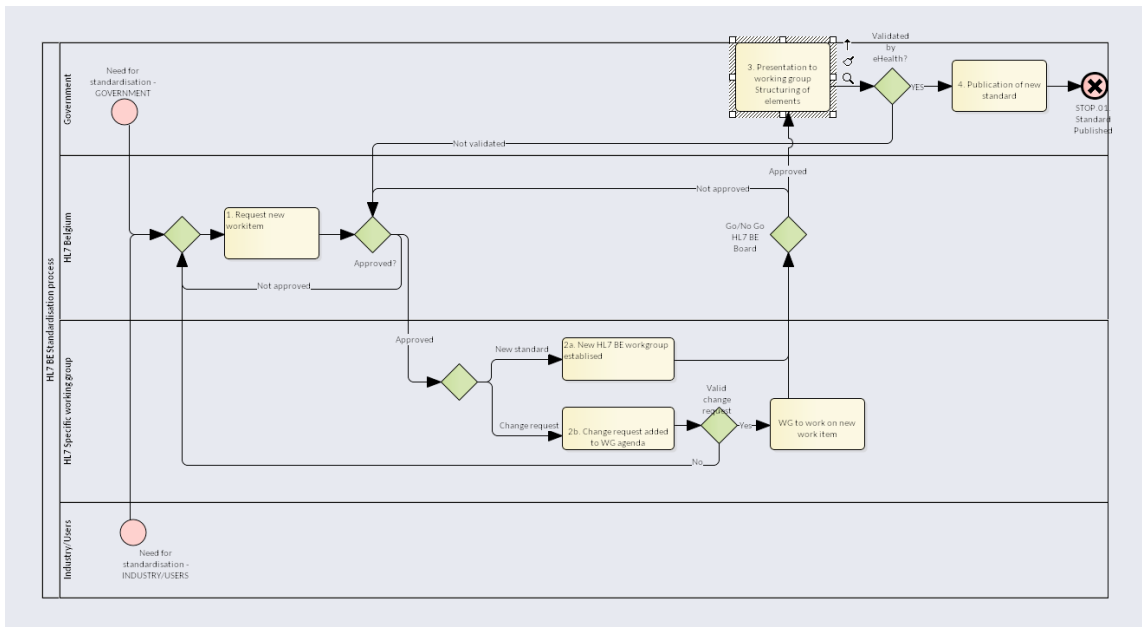 HL7 BE Standardisation process
Government
Need for
standardisation -
GOVERNMENT
3. Presentation to
working group
Structuring of
elements
Validated
by
eHealth?
YES
4. Publication of new
standard
STOP.01
Standard
Published
Not validated
HL7 Belgium
1. Request new
workitem
Approved?
Not approved
Not approved
Approved
Go/No Go
HL7 BE
Board
HL7 Specific working group
Approved
New standard
2a. New HL7 BE workgroup
establised
Change request
2b. Change request added
to WG agenda
Valid
change
request
Yes
WG to work on new
work item
No
Industry/Users
Need for
standardisation -
INDUSTRY/USERS